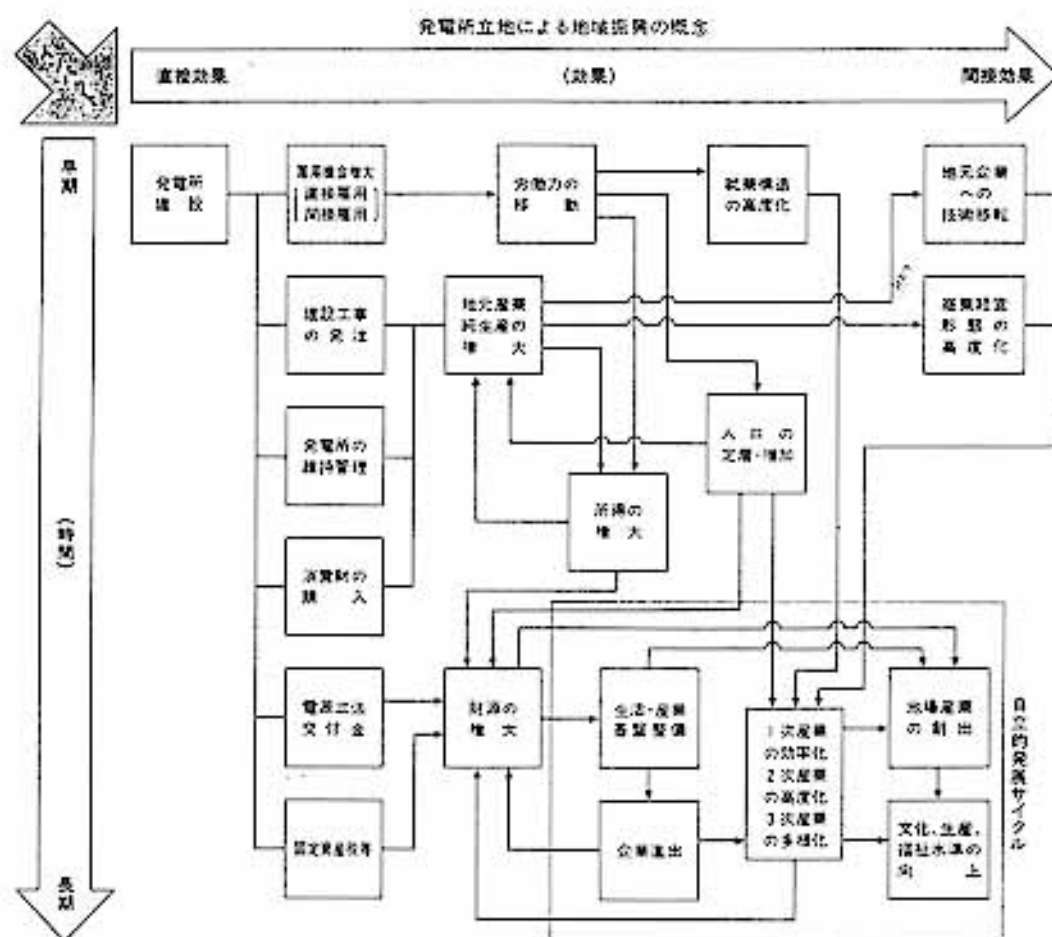 発電所立地による地域振興の概念
直接効果
(効果)
間接効果
早期
(時間)
長期
発電所
建設
雇用機会増大
直接雇用
間接雇用
労働力の
移動
就業構造
の高度化
地元企業
への
技術移転
建設工事
の発注
地元産業
純生産の
増大
産業経営
形態の
高度化
発電所の
維持管理
人口の
定着・増加
所得の
増大
消費財の
購入
電源三法
交付金
財源の
増大
生活・産業
基盤整備
1次産業
の効率化
2次産業
の高度化
3次産業
の多様化
地場産業
の創出
固定資産税等
企業進出
文化、生産、
福祉水準の
向上
自立的発展サイクル